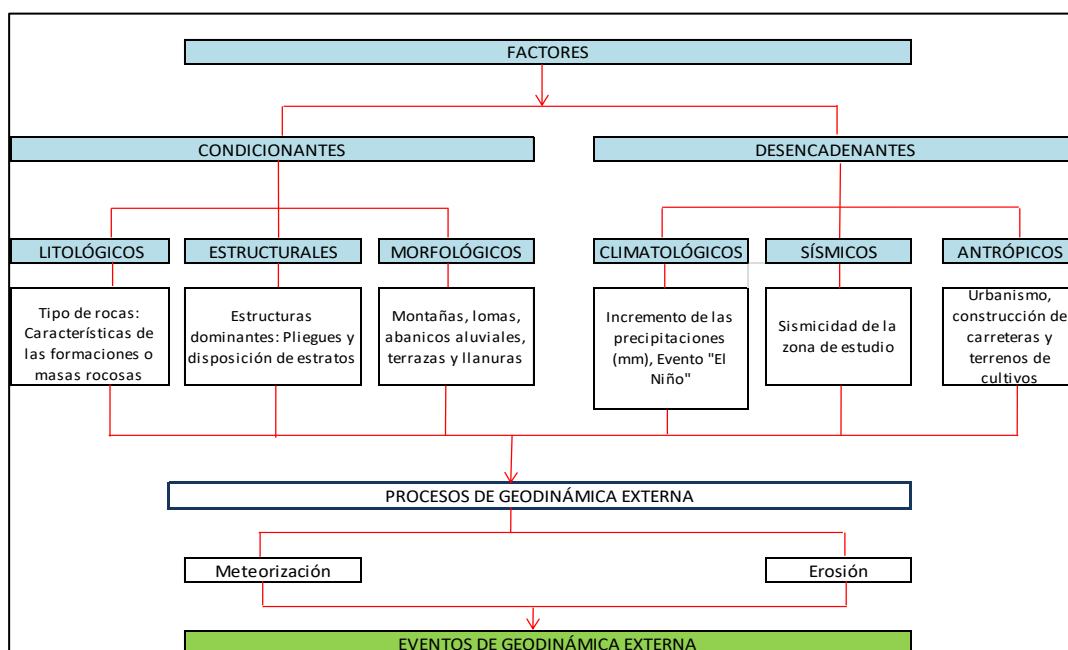 FACTORES
CONDICIONANTES
DESENCADENANTES
LITOLÓGICOS
ESTRUCTURALES
MORFOLÓGICOS
CLIMATOLÓGICOS
SÍSMICOS
ANTRÓPICOS
Tipo de rocas:
Características de
las formaciones o
masas rocosas
Estructuras
dominantes: Pliegues y
disposición de estratos
Montañas, lomas,
abanicos aluviales,
terrazas y llanuras
Incremento de las
precipitaciones
(mm), Evento "El
Niño"
Sismicidad de la
zona de estudio
Urbanismo,
construcción de
carreteras y
terrenos de
cultivos
PROCESOS DE GEODINÁMICA EXTERNA
Meteorización
Erosión
EVENTOS DE GEODINÁMICA EXTERNA